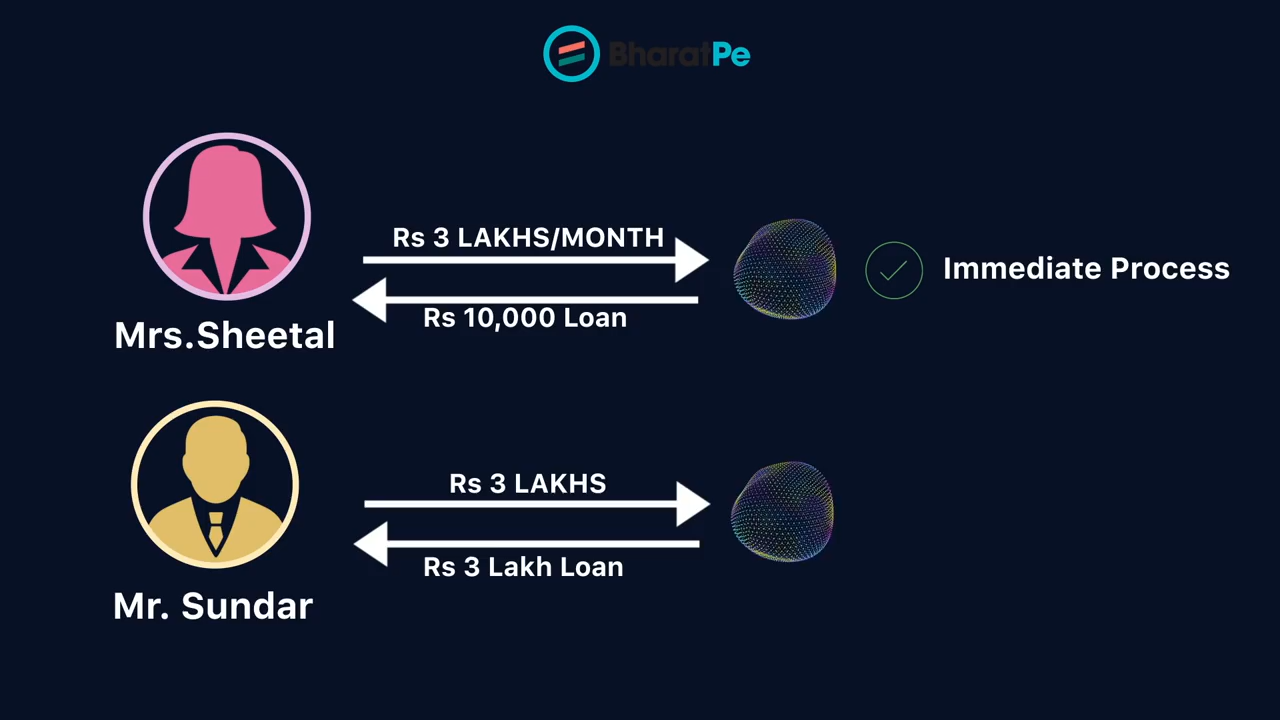 BharatPe
Rs 3 LAKHS/MONTH
Immediate Process
Rs 10,000 Loan
Mrs.Sheetal
Rs 3 LAKHS
Rs 3 Lakh Loan
Mr. Sundar